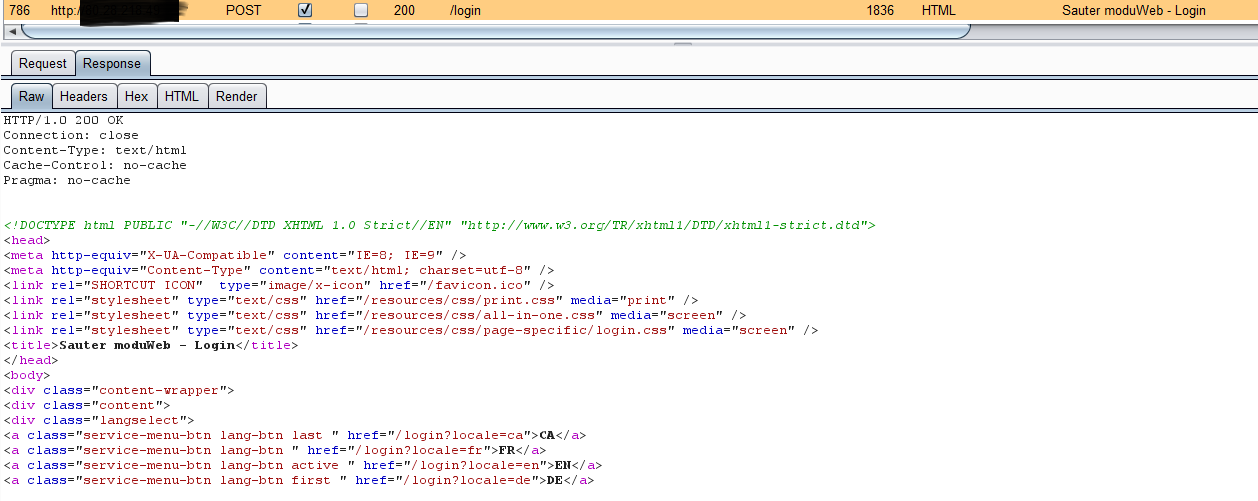 786 http:/ POST 200 /login 1836 HTML Sauter moduWeb - Login
Request Response
Raw Headers Hex HTML Render
HTTP/1.0 200 OK
Connection: close
Content-Type: text/html
Cache-Control: no-cache
Pragma: no-cache
<!DOCTYPE html PUBLIC "-//W3C//DTD XHTML 1.0 Strict//EN" "http://www.w3.org/TR/xhtml1/DTD/xhtml1-strict.dtd">
<head>
<meta http-equiv="X-UA-Compatible" content="IE=8; IE=9" />
<meta http-equiv="Content-Type" content="text/html; charset=utf-8" />
<link rel="SHORTCUT ICON"  type="image/x-icon" href="/favicon.ico" />
<link rel="stylesheet" type="text/css" href="/resources/css/print.css" media="print" />
<link rel="stylesheet" type="text/css" href="/resources/css/all-in-one.css" media="screen" />
<link rel="stylesheet" type="text/css" href="/resources/css/page-specific/login.css" media="screen" />
<title>Sauter moduWeb - Login</title>
</head>
<body>
<div class="content-wrapper">
<div class="content">
<div class="langselect">
<a class="service-menu-btn lang-btn last " href="/login?locale=ca">CA</a>
<a class="service-menu-btn lang-btn " href="/login?locale=fr">FR</a>
<a class="service-menu-btn lang-btn active " href="/login?locale=en">EN</a>
<a class="service-menu-btn lang-btn first " href="/login?locale=de">DE</a>